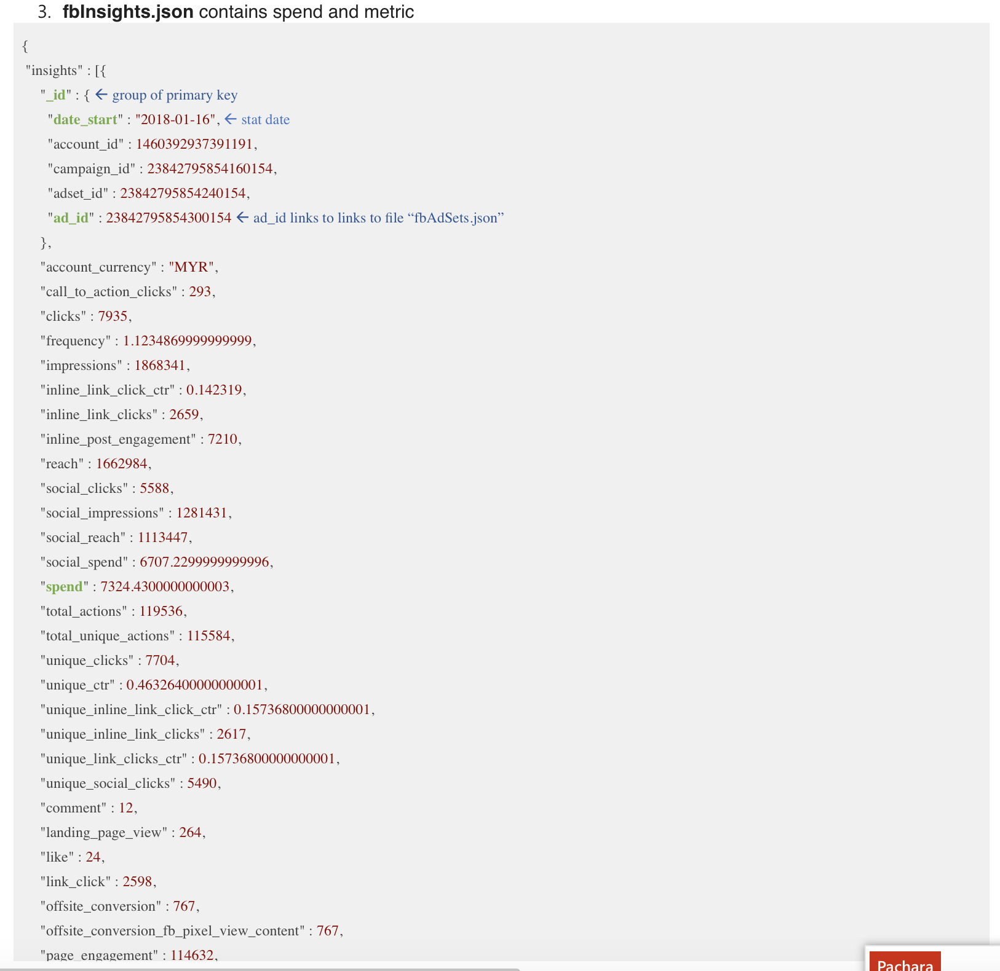 3. fbInsights.json contains spend and metric
{
"insights" : [{
"_id" : { ← group of primary key
"date_start" : "2018-01-16", ← stat date
"account_id" : 1460392937391191,
"campaign_id" : 23842795854160154,
"adset_id" : 23842795854240154,
"ad_id" : 23842795854300154 ← ad_id links to links to file “fbAdSets.json”
},
"account_currency" : "MYR",
"call_to_action_clicks" : 293,
"clicks" : 7935,
"frequency" : 1.1234869999999999,
"impressions" : 1868341,
"inline_link_click_ctr" : 0.142319,
"inline_link_clicks" : 2659,
"inline_post_engagement" : 7210,
"reach" : 1662984,
"social_clicks" : 5588,
"social_impressions" : 1281431,
"social_reach" : 1113447,
"social_spend" : 6707.2299999999996,
"spend" : 7324.4300000000003,
"total_actions" : 119536,
"total_unique_actions" : 115584,
"unique_clicks" : 7704,
"unique_ctr" : 0.46326400000000001,
"unique_inline_link_click_ctr" : 0.15736800000000001,
"unique_inline_link_clicks" : 2617,
"unique_link_clicks_ctr" : 0.15736800000000001,
"unique_social_clicks" : 5490,
"comment" : 12,
"landing_page_view" : 264,
"like" : 24,
"link_click" : 2598,
"offsite_conversion" : 767,
"offsite_conversion_fb_pixel_view_content" : 767,
"page_engagement" : 114632,
Pachara